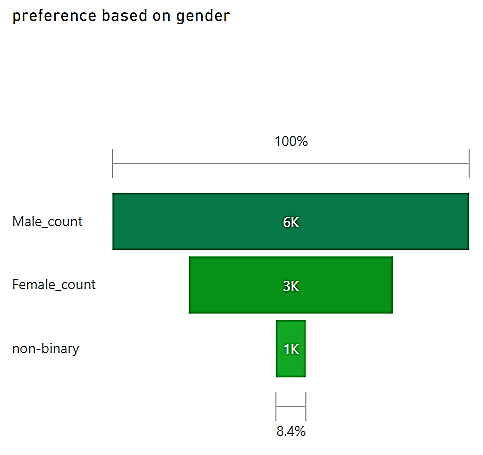 preference based on gender
100%
Male_count 6K
Female_count 3K
non-binary 1K
8.4%